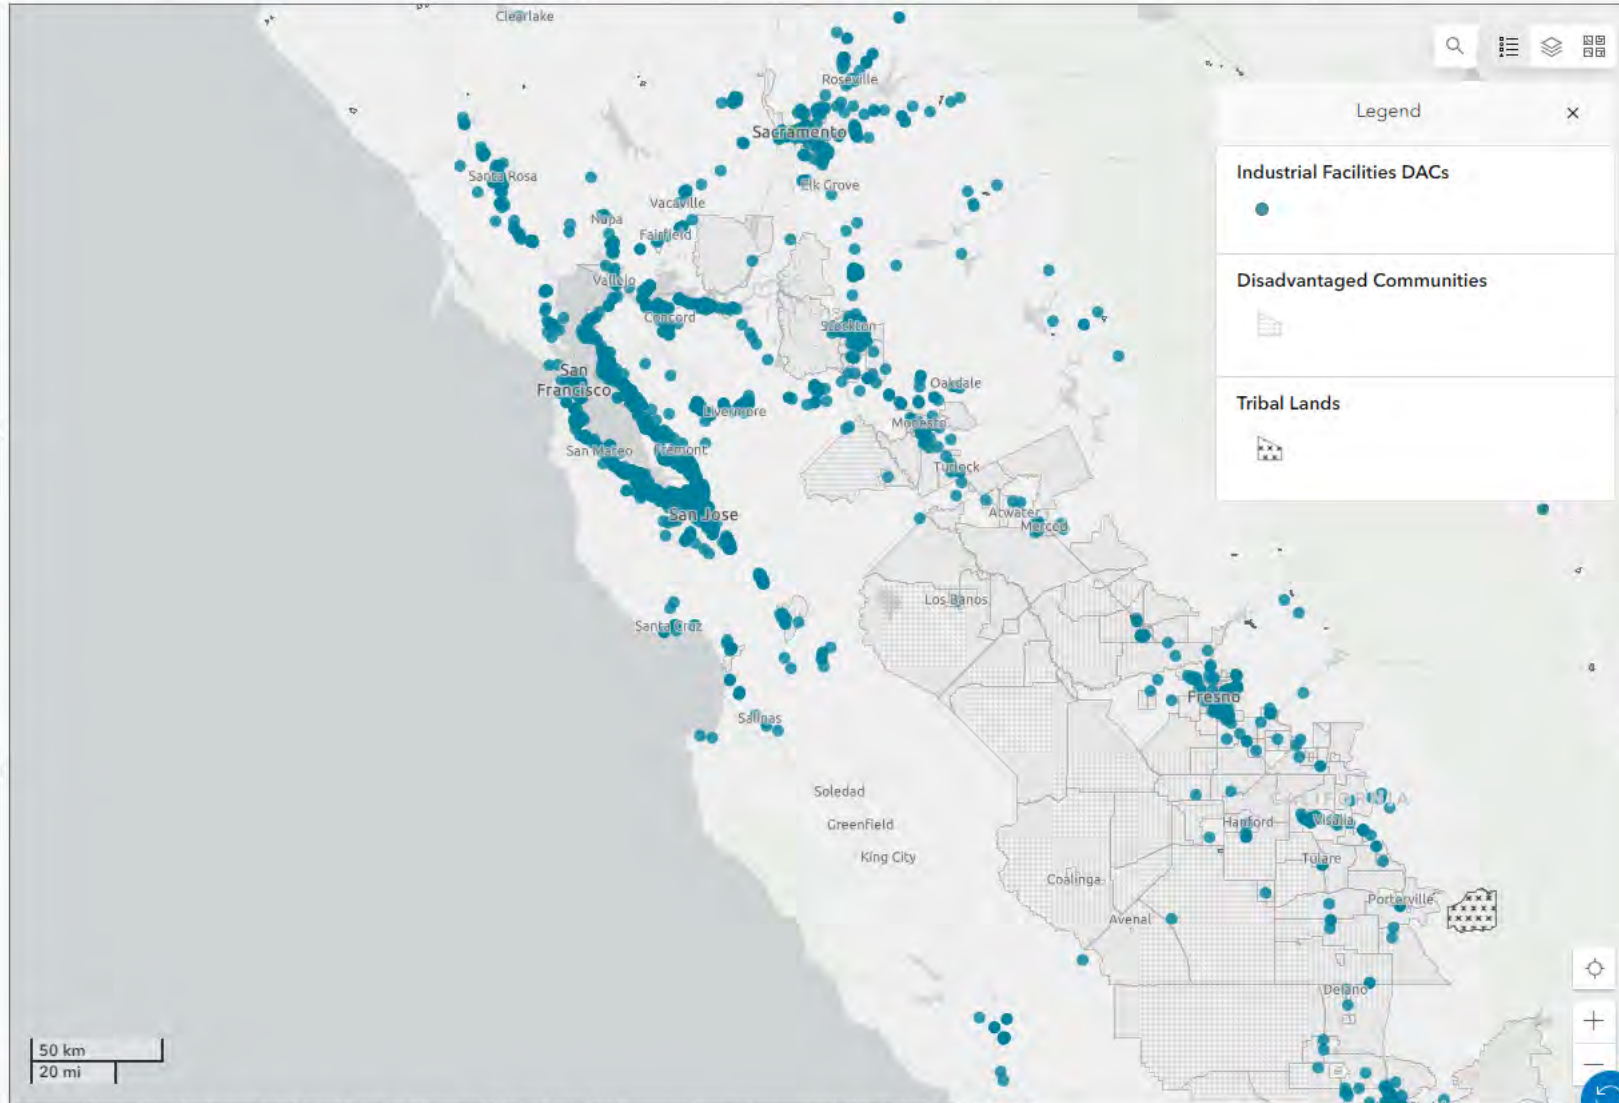 Clearlake
Roseville
Sacramento
Santa Rosa
Elk Grove
Vacaville
Napa
Fairfield
Vallejo
Concord
Stockton
San
Francisco
Oakdale
Livermore
Modesto
San Mateo
Fremont
Turlock
San Jose
Atwater
Merced
Los Banos
Santa Cruz
Fresno
Salinas
Soledad
CALIFORNIA
Greenfield
Hanford
Visalia
King City
Tulare
Coalinga
Porterville
Avenal
Delano
50 km
20 mi
Legend
Industrial Facilities DACs
Disadvantaged Communities
Tribal Lands